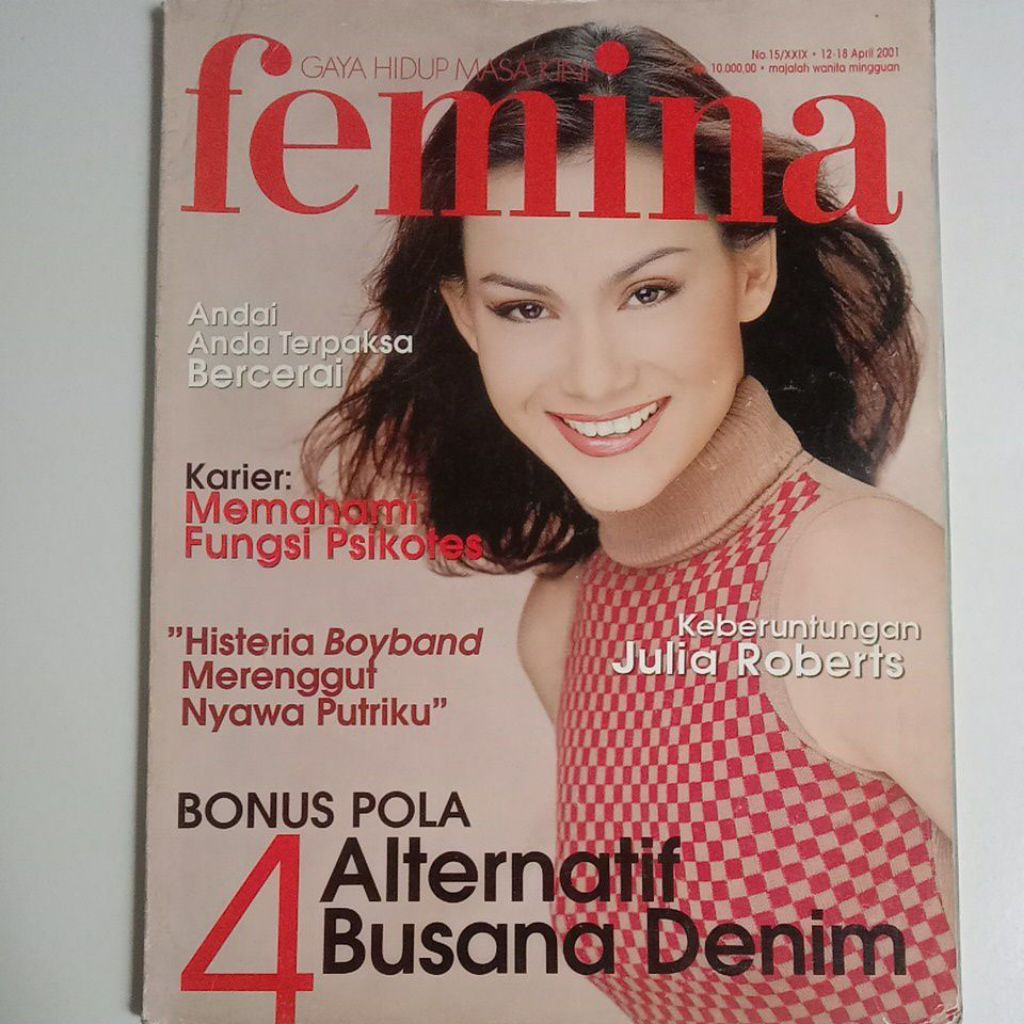 GAYA HIDUP MASA KINI
femina
No.15/XXIX • 12-18 April 2001
10.000,00 • majalah wanita mingguan
Andai
Anda Terpaksa
Bercerai
Karier:
Memahami
Fungsi Psikotes
"Histeria Boyband
Merenggut
Nyawa Putriku"
Keberuntungan
Julia Roberts
BONUS POLA
4 Alternatif
Busana Denim